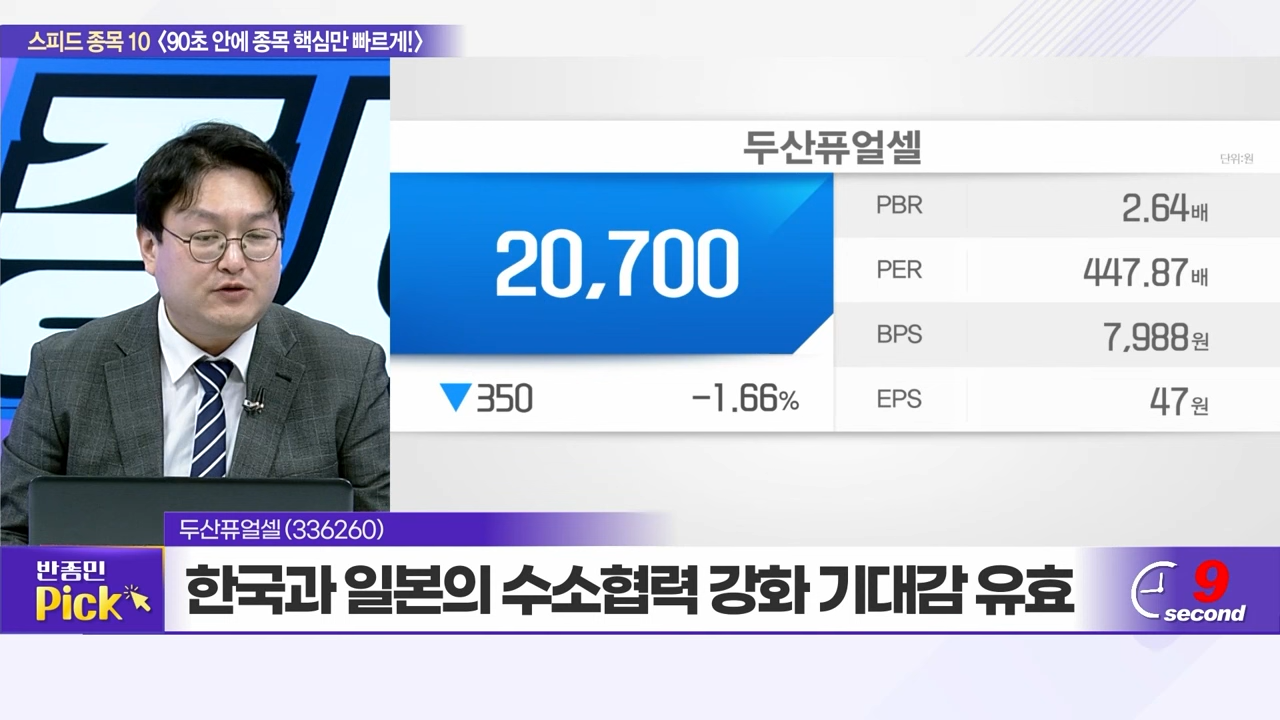 스피드 종목 10 〈90초 안에 종목 핵심만 빠르게!〉
두산퓨얼셀
단위:원
20,700
▼350 -1.66%
PBR 2.64배
PER 447.87배
BPS 7,988원
EPS 47원
두산퓨얼셀(336260)
반종민
Pick
한국과 일본의 수소협력 강화 기대감 유효
9
second